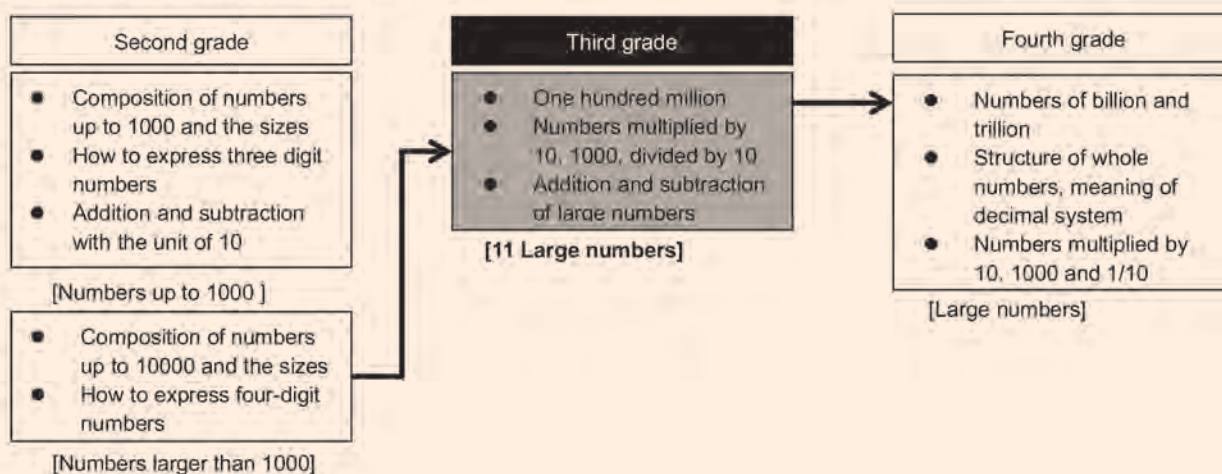 Second grade
● Composition of numbers
up to 1000 and the sizes
● How to express three digit
numbers
● Addition and subtraction
with the unit of 10
[Numbers up to 1000 ]
● Composition of numbers
up to 10000 and the sizes
● How to express four-digit
numbers
[Numbers larger than 1000]
Third grade
● One hundred million
● Numbers multiplied by
10, 1000, divided by 10
● Addition and subtraction
of large numbers
[11 Large numbers]
Fourth grade
● Numbers of billion and
trillion
● Structure of whole
numbers, meaning of
decimal system
● Numbers multiplied by
10, 1000 and 1/10
[Large numbers]